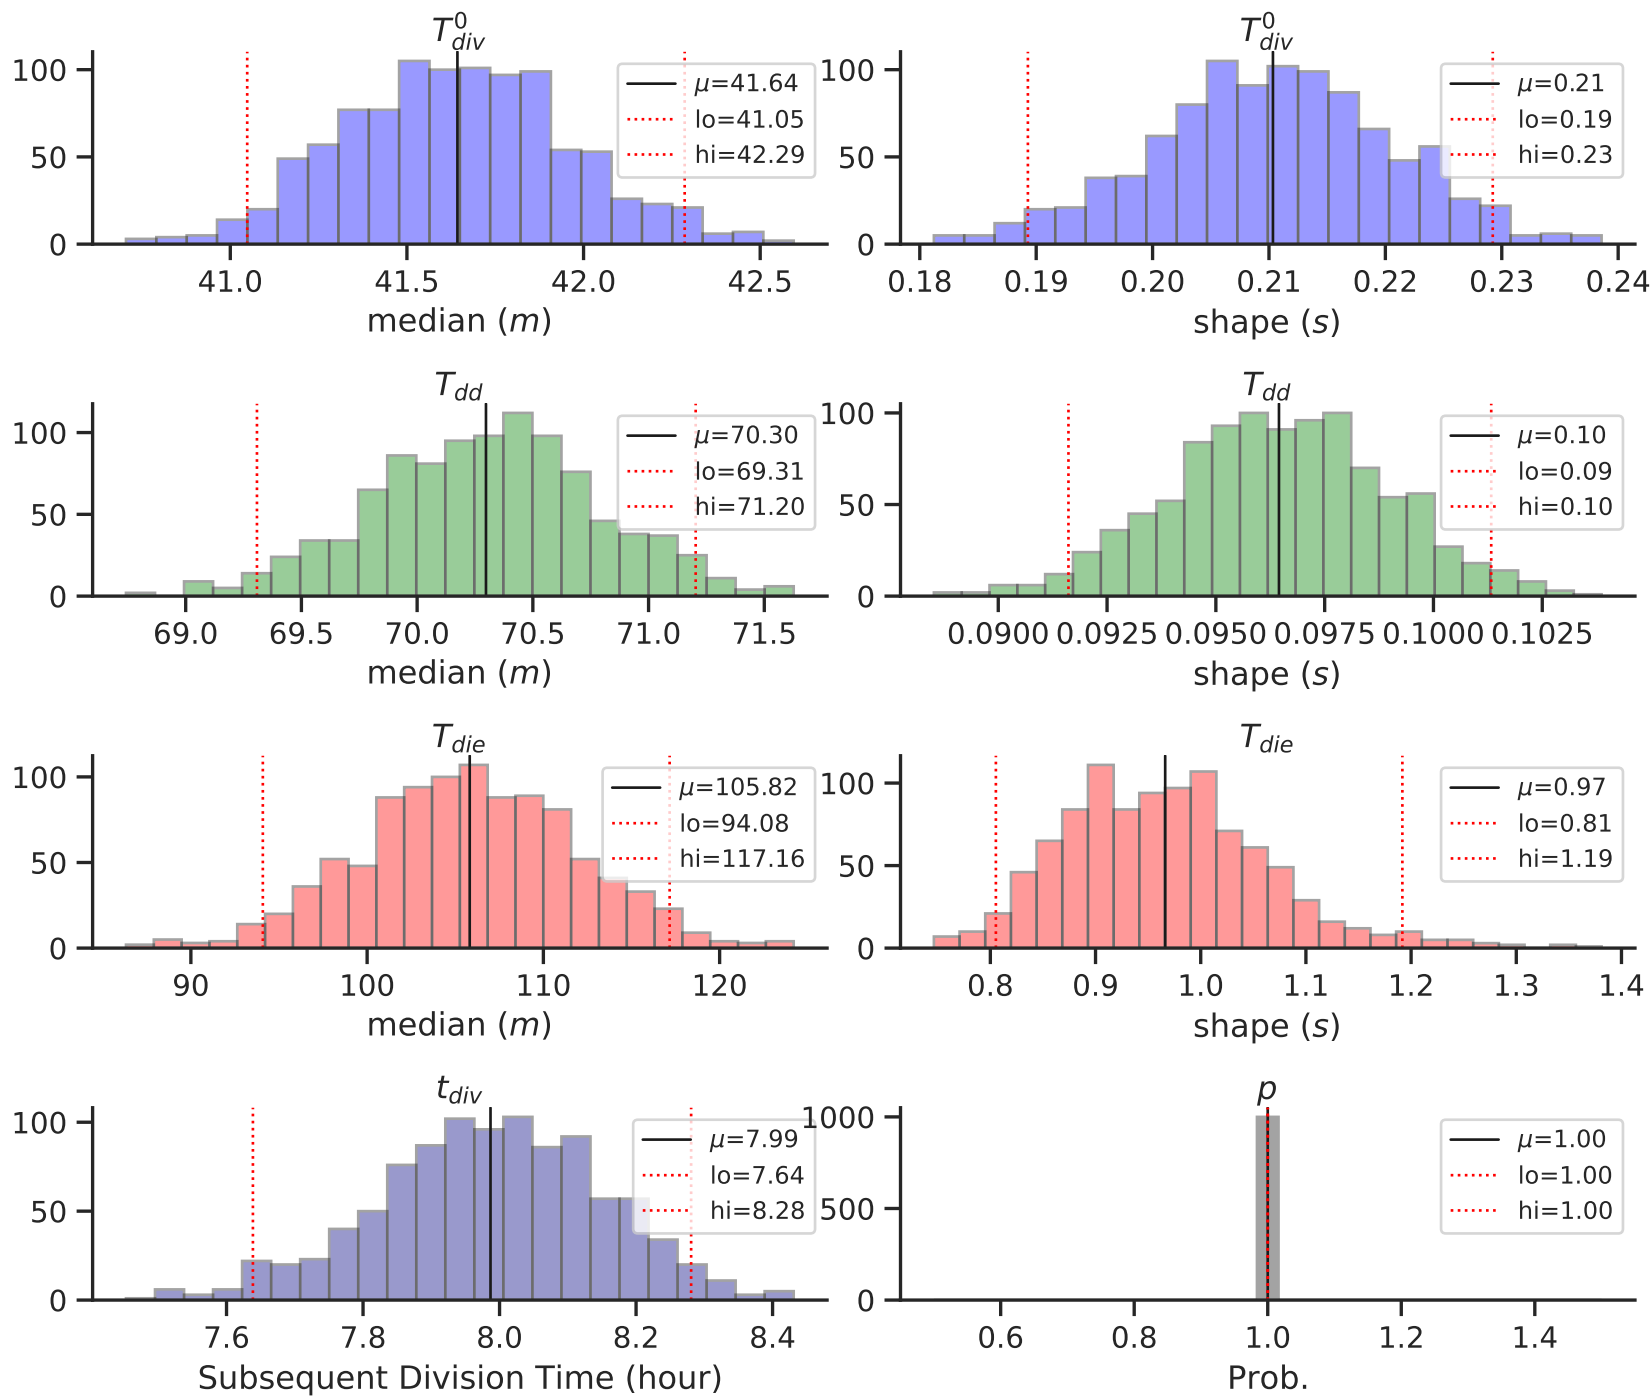 T⁰div
100
50
0
μ=41.64
lo=41.05
hi=42.29
41.0 41.5 42.0 42.5
median (m)
T⁰div
100
50
0
μ=0.21
lo=0.19
hi=0.23
0.18 0.19 0.20 0.21 0.22 0.23 0.24
shape (s)
Tdd
100
50
0
μ=70.30
lo=69.31
hi=71.20
69.0 69.5 70.0 70.5 71.0 71.5
median (m)
Tdd
100
50
0
μ=0.10
lo=0.09
hi=0.10
0.0900 0.0925 0.0950 0.0975 0.1000 0.1025
shape (s)
Tdie
100
50
0
μ=105.82
lo=94.08
hi=117.16
90 100 110 120
median (m)
Tdie
100
50
0
μ=0.97
lo=0.81
hi=1.19
0.8 0.9 1.0 1.1 1.2 1.3 1.4
shape (s)
tdiv
100
50
0
μ=7.99
lo=7.64
hi=8.28
7.6 7.8 8.0 8.2 8.4
Subsequent Division Time (hour)
p
1000
500
0
μ=1.00
lo=1.00
hi=1.00
0.6 0.8 1.0 1.2 1.4
Prob.